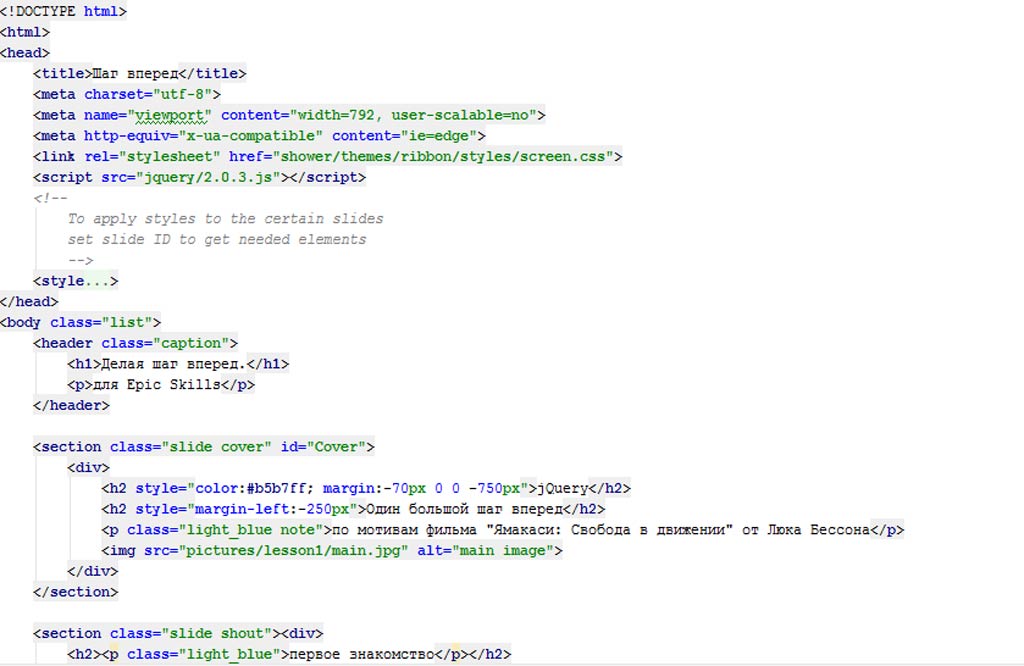 <!DOCTYPE html>
<html>
<head>
    <title>Шаг вперед</title>
    <meta charset="utf-8">
    <meta name="viewport" content="width=792, user-scalable=no">
    <meta http-equiv="x-ua-compatible" content="ie=edge">
    <link rel="stylesheet" href="shower/themes/ribbon/styles/screen.css">
    <script src="jquery/2.0.3.js"></script>
    <!--
        To apply styles to the certain slides
        set slide ID to get needed elements
        -->
    <style...>
</head>
<body class="list">
    <header class="caption">
        <h1>Делая шаг вперед.</h1>
        <p>для Epic Skills</p>
    </header>

    <section class="slide cover" id="Cover">
        <div>
            <h2 style="color:#b5b7ff; margin:-70px 0 0 -750px">jQuery</h2>
            <h2 style="margin-left:-250px">Один большой шаг вперед</h2>
            <p class="light_blue note">по мотивам фильма "Ямакаси: Свобода в движении" от Люка Бессона</p>
            <img src="pictures/lesson1/main.jpg" alt="main image">
        </div>
    </section>

    <section class="slide shout"><div>
        <h2><p class="light_blue">первое знакомство</p></h2>